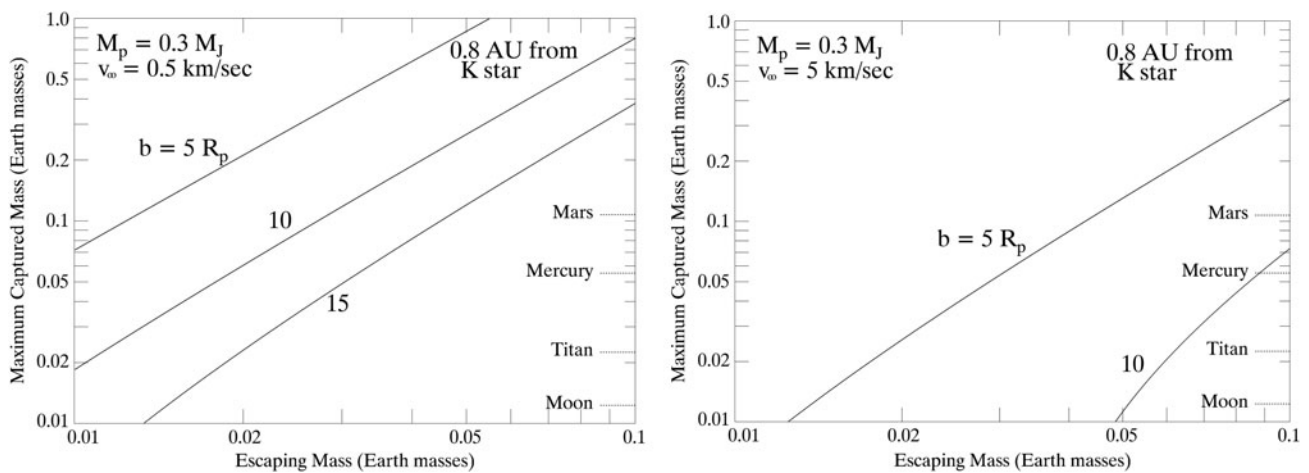 M_p = 0.3 M_J
v_∞ = 0.5 km/sec
0.8 AU from
K star
b = 5 R_p
10
15
Mars
Mercury
Titan
Moon
1.0
0.5
0.2
0.1
0.05
0.02
0.01
0.01
0.02
0.05
0.1
Maximum Captured Mass (Earth masses)
Escaping Mass (Earth masses)
M_p = 0.3 M_J
v_∞ = 5 km/sec
0.8 AU from
K star
b = 5 R_p
10
Mars
Mercury
Titan
Moon
1.0
0.5
0.2
0.1
0.05
0.02
0.01
0.01
0.02
0.05
0.1
Maximum Captured Mass (Earth masses)
Escaping Mass (Earth masses)